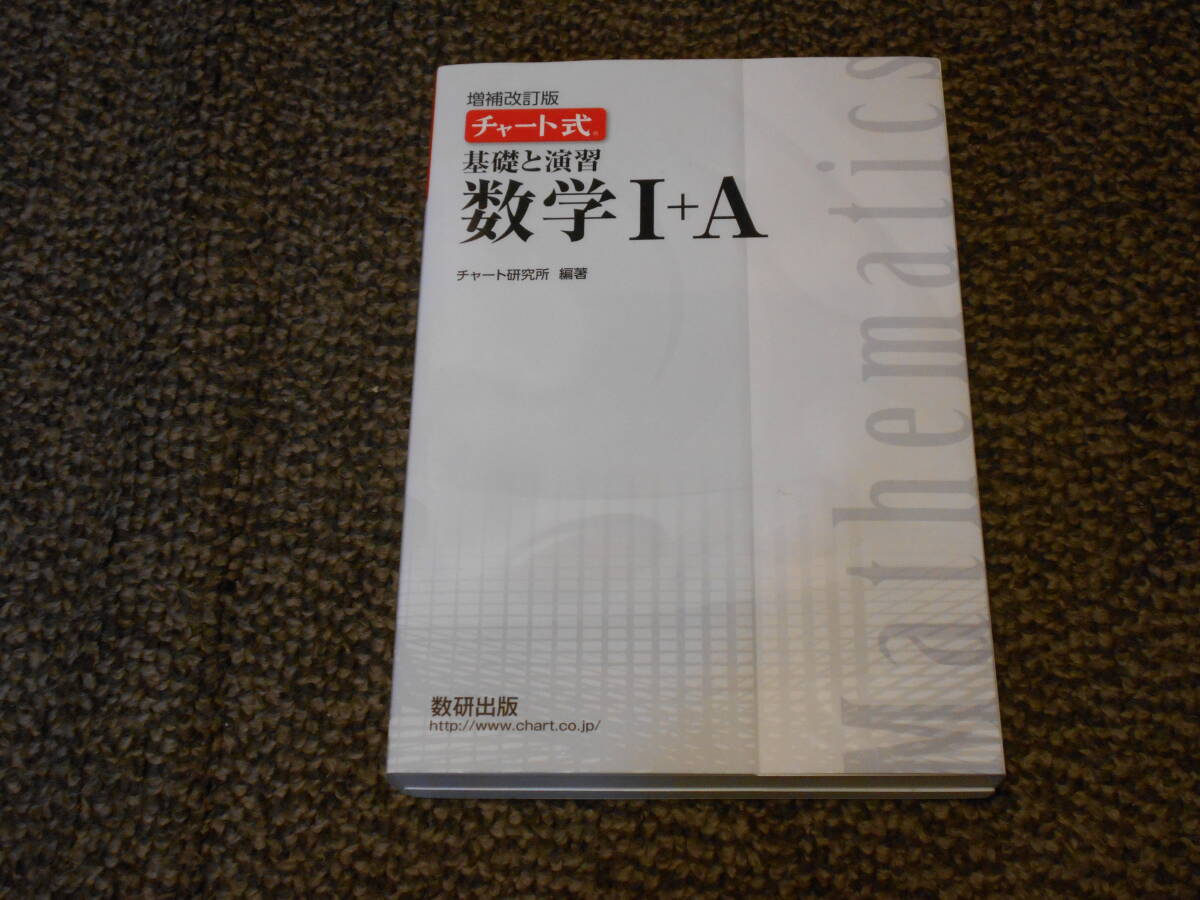 増補改訂版
チャート式®
基礎と演習
数学I+A
チャート研究所 編著
Mathematics
数研出版
http://www.chart.co.jp/